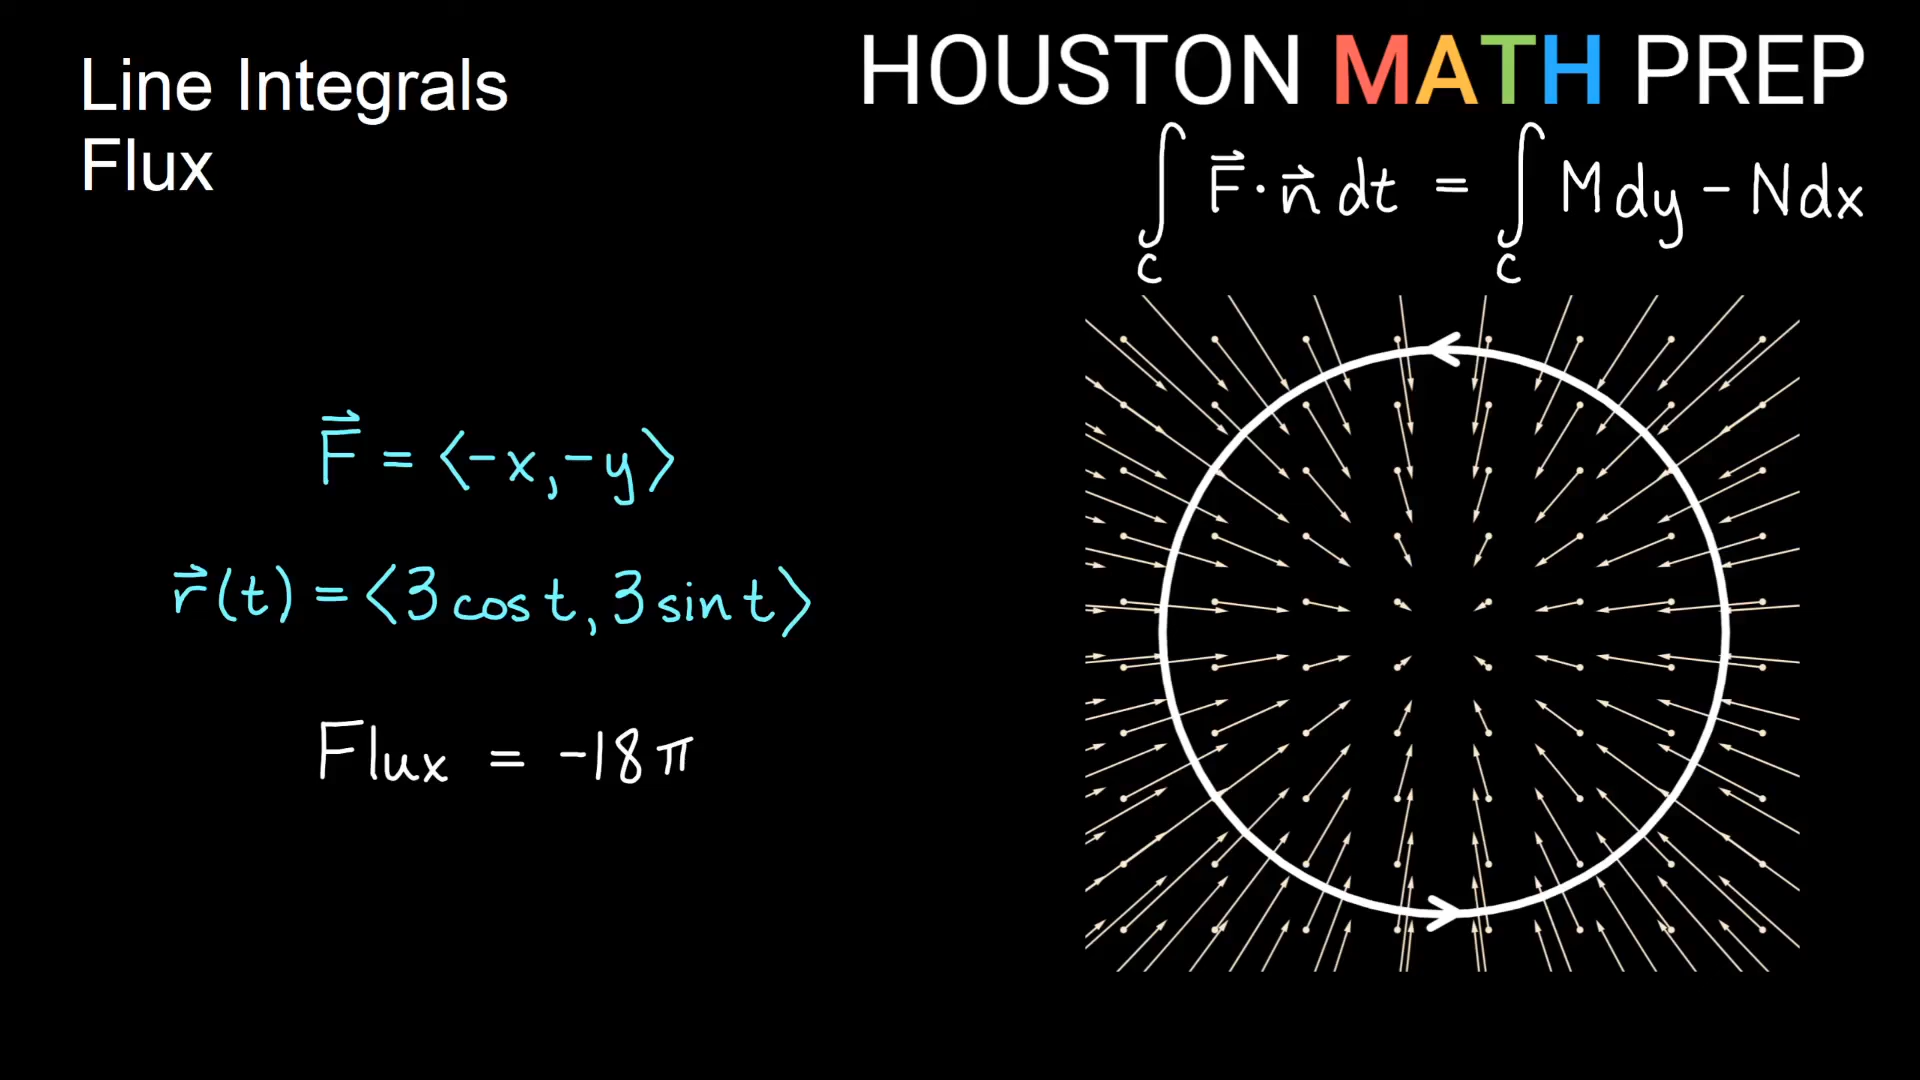 Line Integrals
Flux
HOUSTON MATH PREP
∫_C F⃗ · n⃗ dt = ∫_C M dy − N dx
F⃗ = ⟨−x, −y⟩
r⃗(t) = ⟨3 cos t, 3 sin t⟩
Flux = −18π